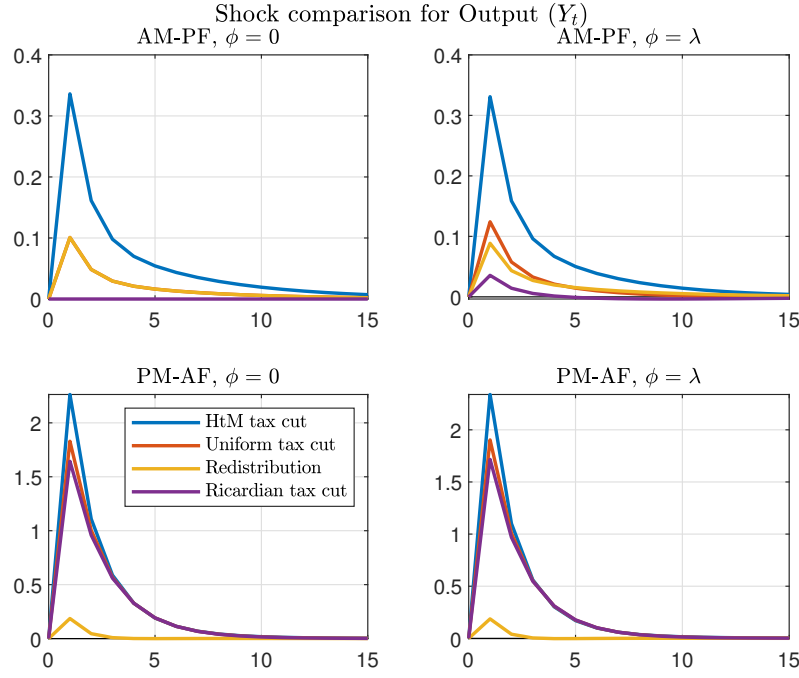 Shock comparison for Output (Y_t)
AM-PF, ϕ = 0
0.4
0.3
0.2
0.1
0
0 5 10 15
AM-PF, ϕ = λ
0.4
0.3
0.2
0.1
0
0 5 10 15
PM-AF, ϕ = 0
2
1.5
1
0.5
0
0 5 10 15
HtM tax cut
Uniform tax cut
Redistribution
Ricardian tax cut
PM-AF, ϕ = λ
2
1.5
1
0.5
0
0 5 10 15